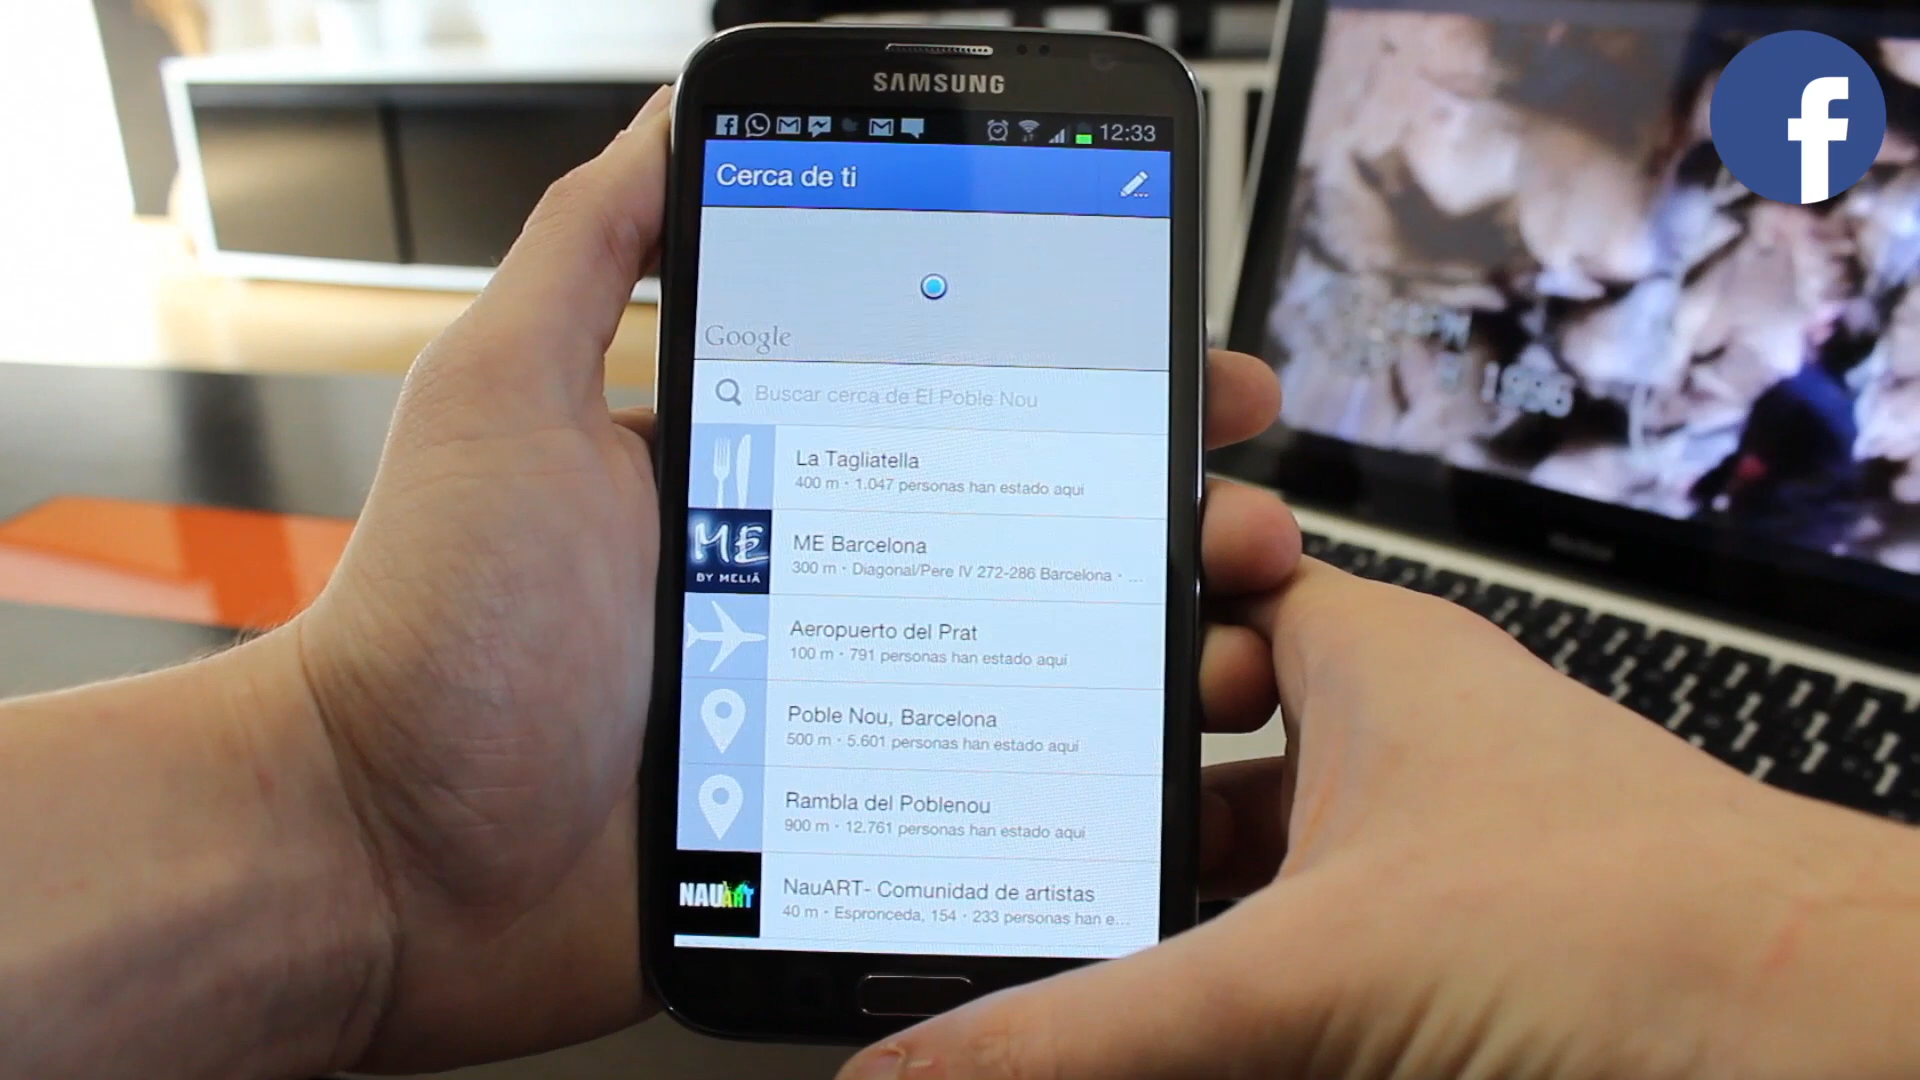 SAMSUNG
12:33
Cerca de ti
Google
Buscar cerca de El Poble Nou
La Tagliatella
400 m · 1.047 personas han estado aquí
ME
BY MELIÃ
ME Barcelona
300 m · Diagonal/Pere IV 272-286 Barcelona · ...
Aeropuerto del Prat
100 m · 791 personas han estado aquí
Poble Nou, Barcelona
500 m · 5.601 personas han estado aquí
Rambla del Poblenou
900 m · 12.761 personas han estado aquí
NAUART
NauART- Comunidad de artistas
40 m · Espronceda, 154 · 233 personas han e...
1996
f